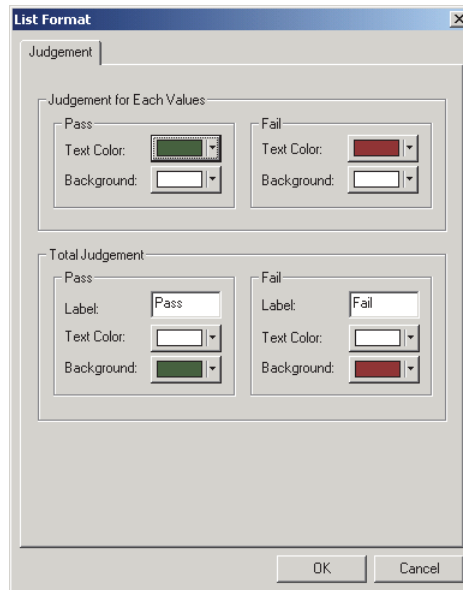 List Format
Judgement
Judgement for Each Values
Pass
Text Color:
Background:
Fail
Text Color:
Background:
Total Judgement
Pass
Label: Pass
Text Color:
Background:
Fail
Label: Fail
Text Color:
Background:
OK Cancel